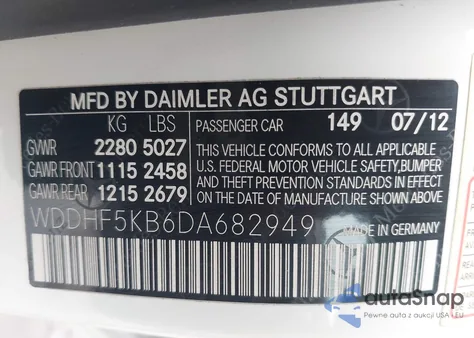 MFD BY DAIMLER AG STUTTGART
KG LBS
GVWR 2280 5027
GAWR FRONT 1115 2458
GAWR REAR 1215 2679
PASSENGER CAR 149 07/12
THIS VEHICLE CONFORMS TO ALL APPLICABLE
U.S. FEDERAL MOTOR VEHICLE SAFETY,BUMPER
AND THEFT PREVENTION STANDARDS IN EFFECT
ON THE DATE OF MANUFACTURE SHOWN ABOVE.
WDDHF5KB6DA682949
MADE IN GERMANY
autaSnap
Pewne auta z aukcji USA i Kanady